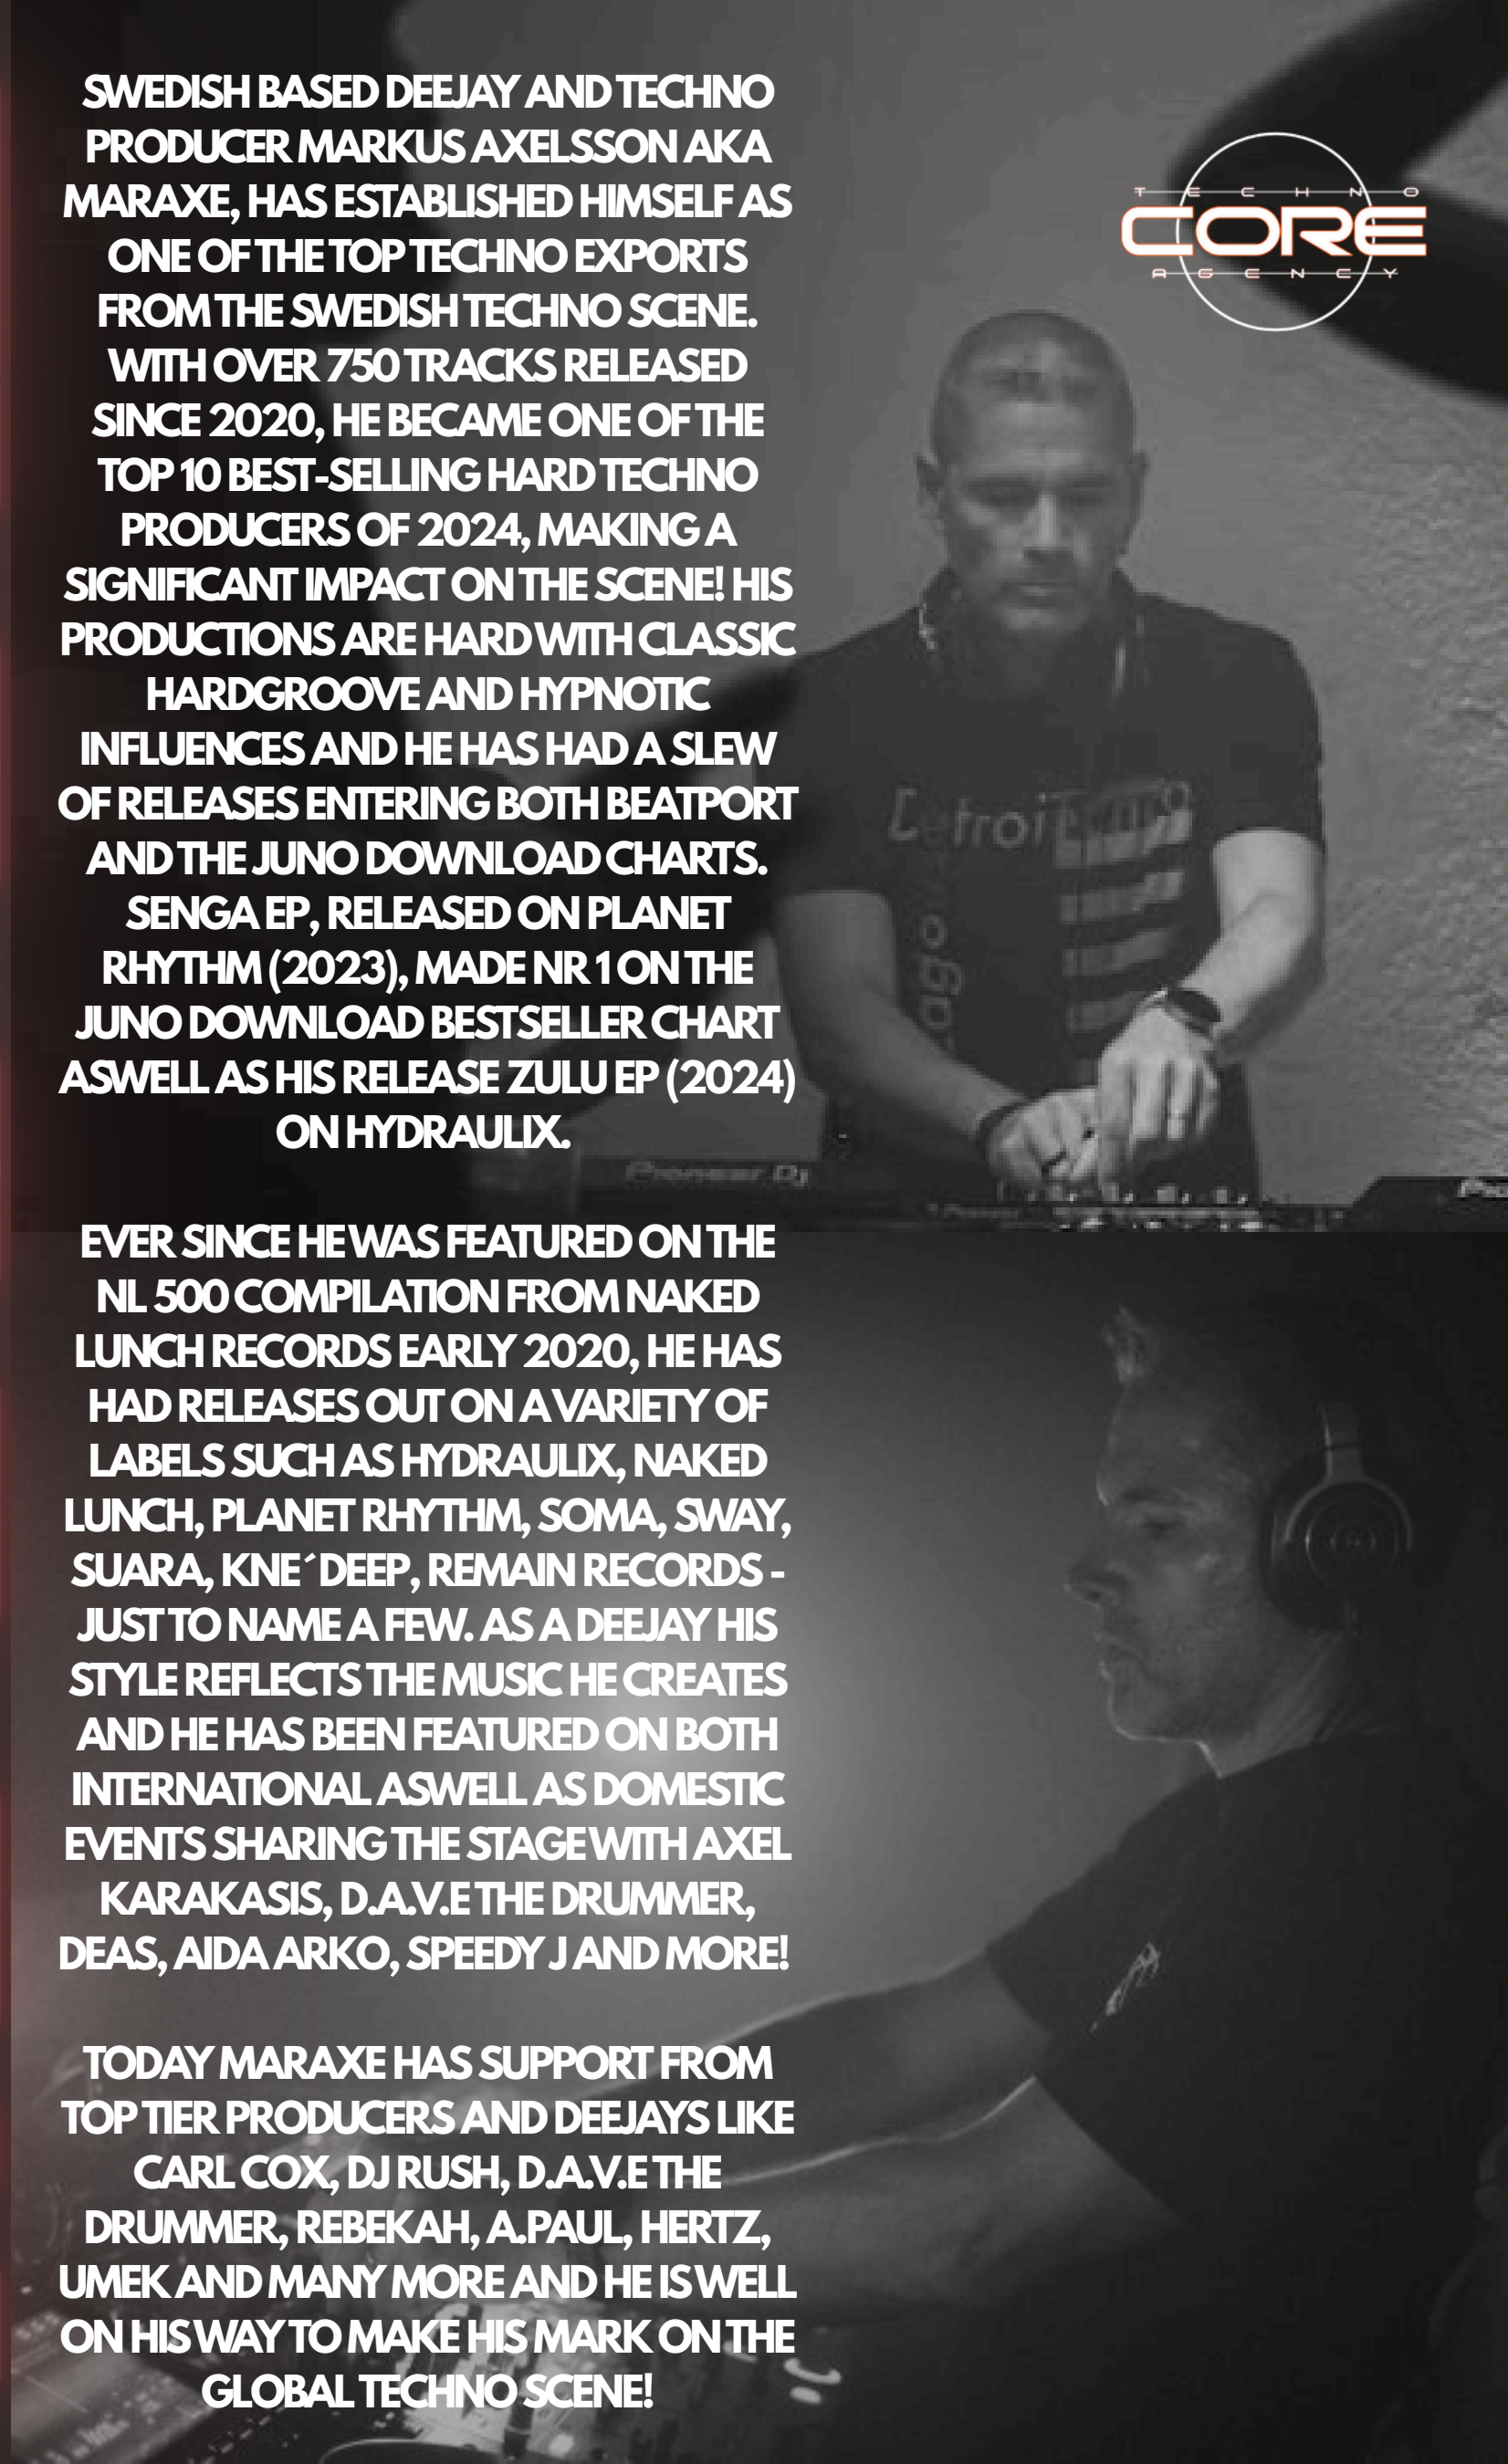 SWEDISH BASED DEEJAY AND TECHNO
PRODUCER MARKUS AXELSSON AKA
MARAXE, HAS ESTABLISHED HIMSELF AS
ONE OF THE TOP TECHNO EXPORTS
FROM THE SWEDISH TECHNO SCENE.
WITH OVER 750 TRACKS RELEASED
SINCE 2020, HE BECAME ONE OF THE
TOP 10 BEST-SELLING HARD TECHNO
PRODUCERS OF 2024, MAKING A
SIGNIFICANT IMPACT ON THE SCENE! HIS
PRODUCTIONS ARE HARD WITH CLASSIC
HARDGROOVE AND HYPNOTIC
INFLUENCES AND HE HAS HAD A SLEW
OF RELEASES ENTERING BOTH BEATPORT
AND THE JUNO DOWNLOAD CHARTS.
SENGA EP, RELEASED ON PLANET
RHYTHM (2023), MADE NR 1 ON THE
JUNO DOWNLOAD BESTSELLER CHART
ASWELL AS HIS RELEASE ZULU EP (2024)
ON HYDRAULIX.
EVER SINCE HE WAS FEATURED ON THE
NL 500 COMPILATION FROM NAKED
LUNCH RECORDS EARLY 2020, HE HAS
HAD RELEASES OUT ON A VARIETY OF
LABELS SUCH AS HYDRAULIX, NAKED
LUNCH, PLANET RHYTHM, SOMA, SWAY,
SUARA, KNE´DEEP, REMAIN RECORDS -
JUST TO NAME A FEW. AS A DEEJAY HIS
STYLE REFLECTS THE MUSIC HE CREATES
AND HE HAS BEEN FEATURED ON BOTH
INTERNATIONAL ASWELL AS DOMESTIC
EVENTS SHARING THE STAGE WITH AXEL
KARAKASIS, D.A.V.E THE DRUMMER,
DEAS, AIDA ARKO, SPEEDY J AND MORE!
TODAY MARAXE HAS SUPPORT FROM
TOP TIER PRODUCERS AND DEEJAYS LIKE
CARL COX, DJ RUSH, D.A.V.E THE
DRUMMER, REBEKAH, A.PAUL, HERTZ,
UMEK AND MANY MORE AND HE IS WELL
ON HIS WAY TO MAKE HIS MARK ON THE
GLOBAL TECHNO SCENE!
TECHNO
CORE
AGENCY
Pioneer Dj